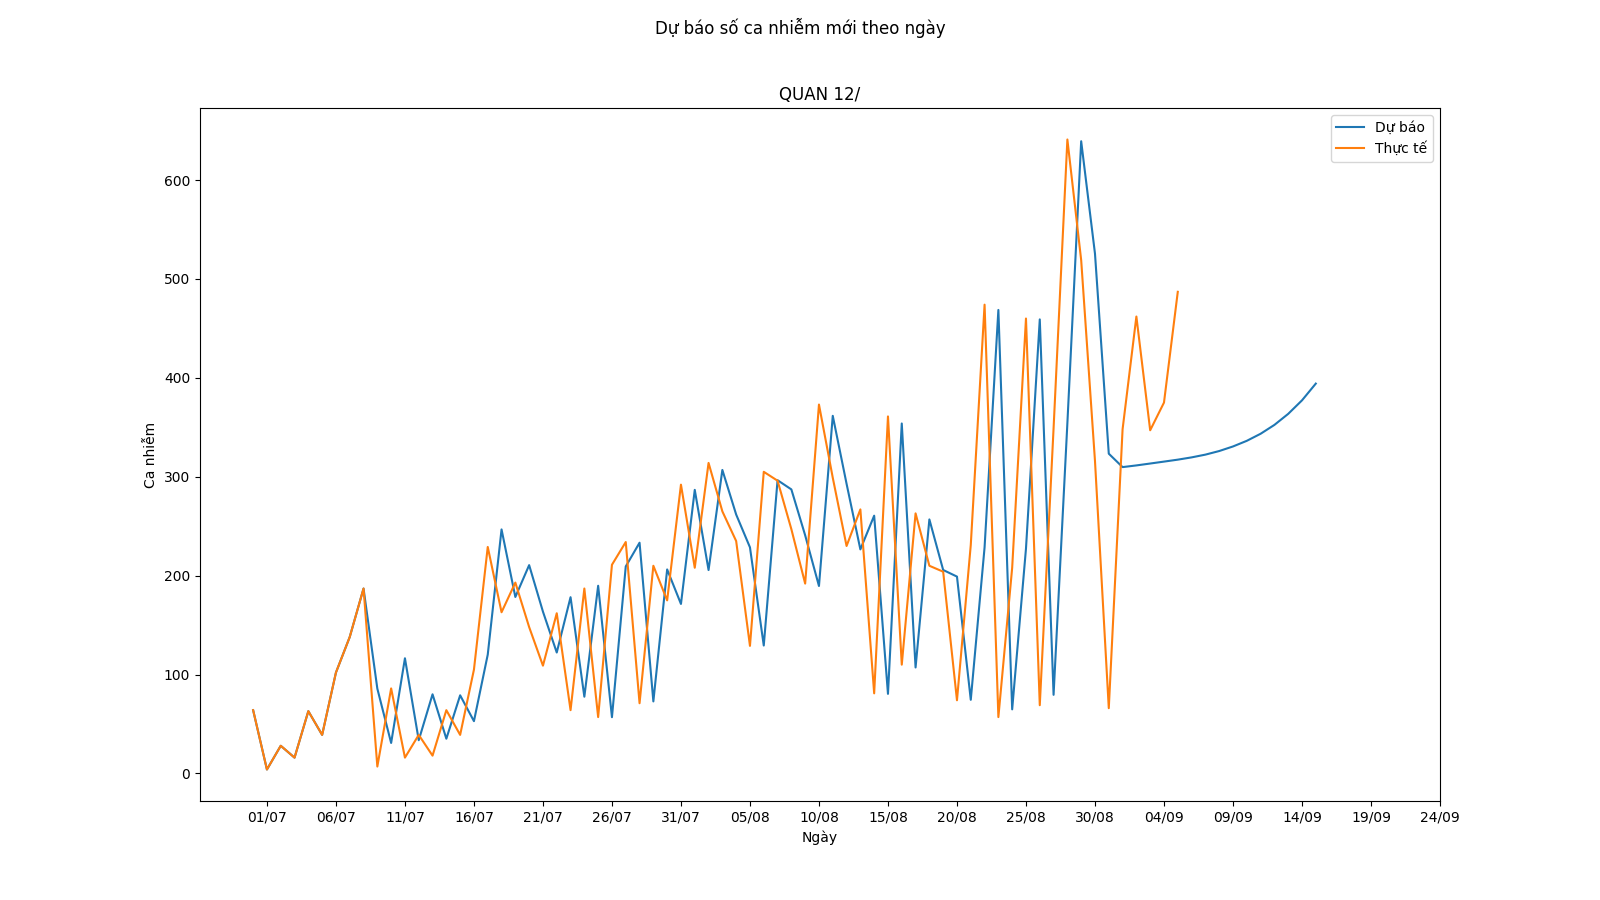 Dự báo số ca nhiễm mới theo ngày
QUAN 12/
Dự báo
Thực tế
600
500
400
300
200
100
0
Ca nhiễm
01/07 06/07 11/07 16/07 21/07 26/07 31/07 05/08 10/08 15/08 20/08 25/08 30/08 04/09 09/09 14/09 19/09 24/09
Ngày